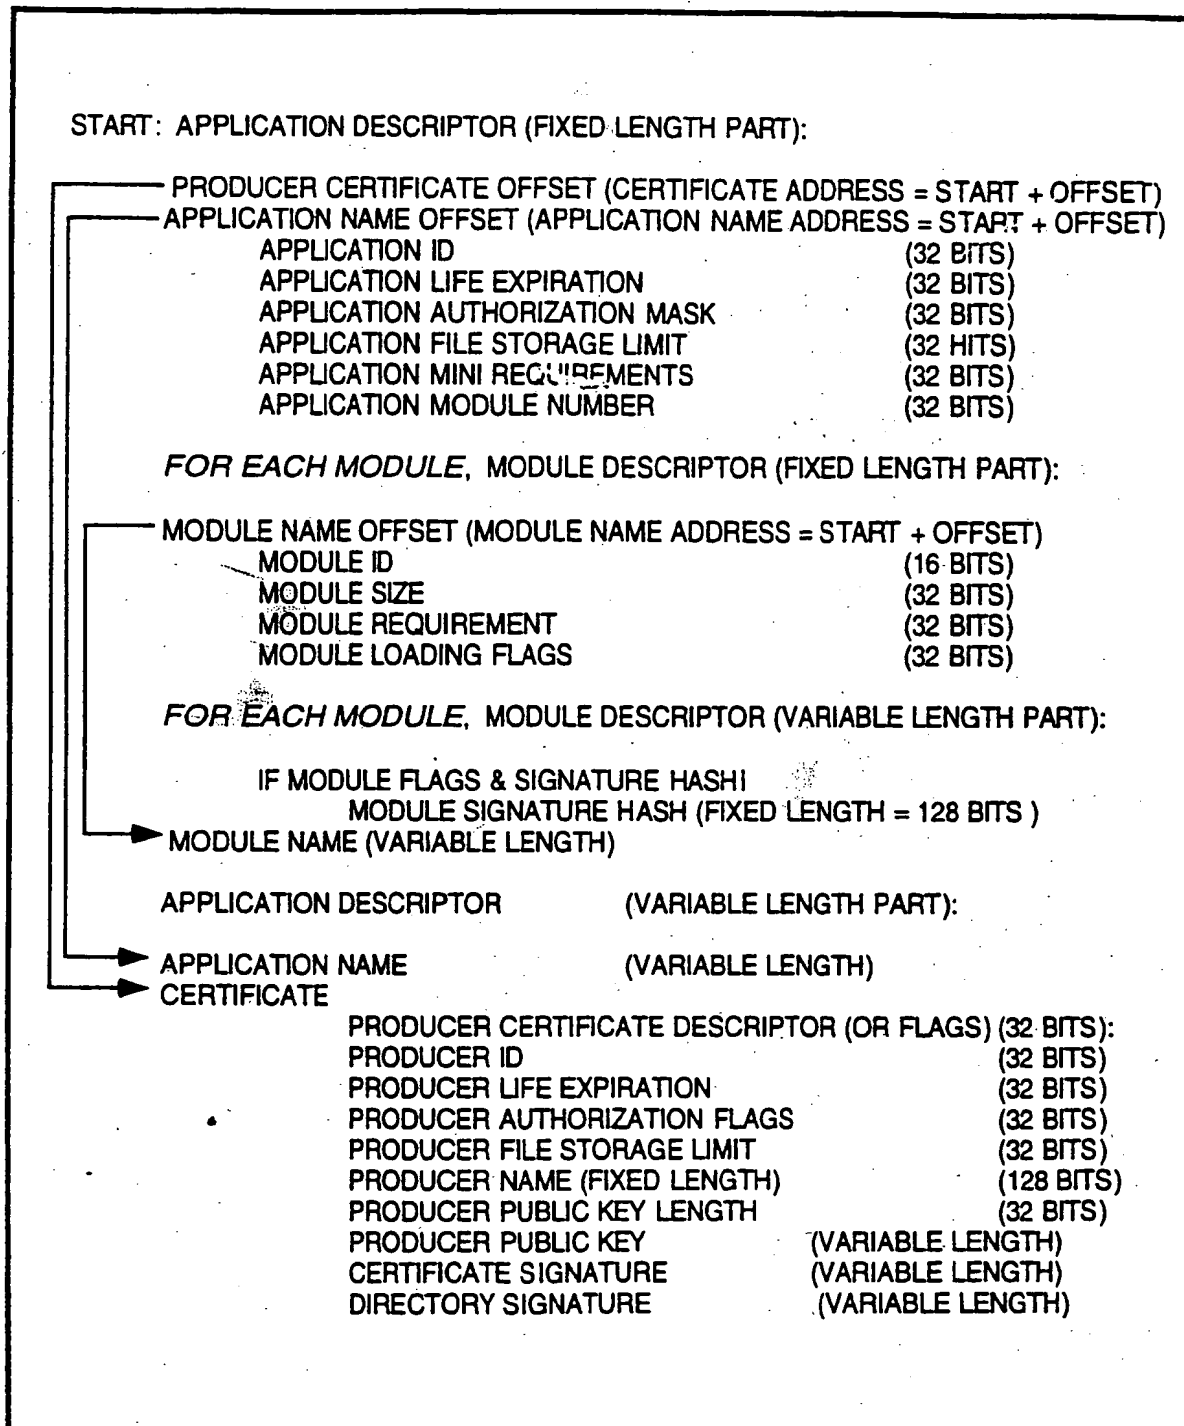 START: APPLICATION DESCRIPTOR (FIXED LENGTH PART):
PRODUCER CERTIFICATE OFFSET (CERTIFICATE ADDRESS = START + OFFSET)
APPLICATION NAME OFFSET (APPLICATION NAME ADDRESS = START + OFFSET)
APPLICATION ID (32 BITS)
APPLICATION LIFE EXPIRATION (32 BITS)
APPLICATION AUTHORIZATION MASK (32 BITS)
APPLICATION FILE STORAGE LIMIT (32 HITS)
APPLICATION MINI REQUIREMENTS (32 BITS)
APPLICATION MODULE NUMBER (32 BITS)
FOR EACH MODULE, MODULE DESCRIPTOR (FIXED LENGTH PART):
MODULE NAME OFFSET (MODULE NAME ADDRESS = START + OFFSET)
MODULE ID (16 BITS)
MODULE SIZE (32 BITS)
MODULE REQUIREMENT (32 BITS)
MODULE LOADING FLAGS (32 BITS)
FOR EACH MODULE, MODULE DESCRIPTOR (VARIABLE LENGTH PART):
IF MODULE FLAGS & SIGNATURE HASH!
MODULE SIGNATURE HASH (FIXED LENGTH = 128 BITS )
MODULE NAME (VARIABLE LENGTH)
APPLICATION DESCRIPTOR (VARIABLE LENGTH PART):
APPLICATION NAME (VARIABLE LENGTH)
CERTIFICATE
PRODUCER CERTIFICATE DESCRIPTOR (OR FLAGS) (32 BITS):
PRODUCER ID (32 BITS)
PRODUCER LIFE EXPIRATION (32 BITS)
PRODUCER AUTHORIZATION FLAGS (32 BITS)
PRODUCER FILE STORAGE LIMIT (32 BITS)
PRODUCER NAME (FIXED LENGTH) (128 BITS)
PRODUCER PUBLIC KEY LENGTH (32 BITS)
PRODUCER PUBLIC KEY (VARIABLE LENGTH)
CERTIFICATE SIGNATURE (VARIABLE LENGTH)
DIRECTORY SIGNATURE (VARIABLE LENGTH)